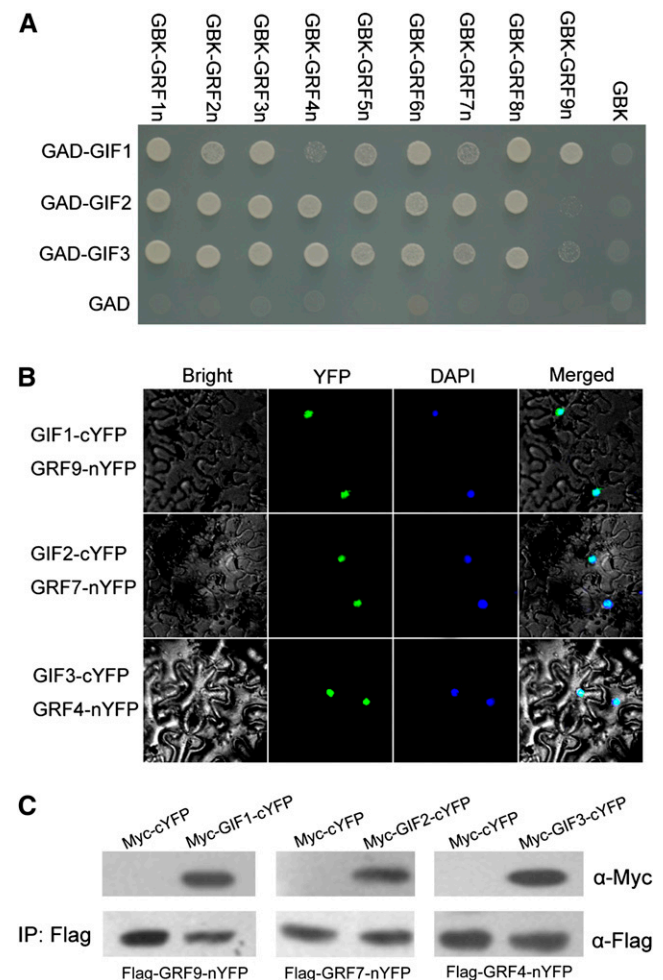 A
GBK-GRF1n
GBK-GRF2n
GBK-GRF3n
GBK-GRF4n
GBK-GRF5n
GBK-GRF6n
GBK-GRF7n
GBK-GRF8n
GBK-GRF9n
GBK
GAD-GIF1
GAD-GIF2
GAD-GIF3
GAD
B
Bright YFP DAPI Merged
GIF1-cYFP
GRF9-nYFP
GIF2-cYFP
GRF7-nYFP
GIF3-cYFP
GRF4-nYFP
C
Myc-cYFP Myc-GIF1-cYFP Myc-cYFP Myc-GIF2-cYFP Myc-cYFP Myc-GIF3-cYFP
α-Myc
IP: Flag α-Flag
Flag-GRF9-nYFP Flag-GRF7-nYFP Flag-GRF4-nYFP